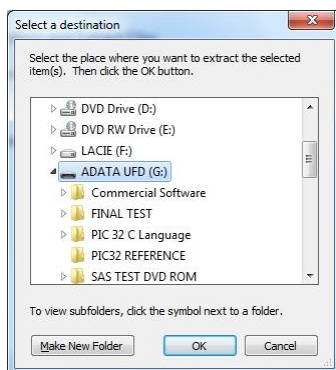 Select a destination
Select the place where you want to extract the selected
item(s). Then click the OK button.
DVD Drive (D:)
DVD RW Drive (E:)
LACIE (F:)
ADATA UFD (G:)
Commercial Software
FINAL TEST
PIC 32 C Language
PIC32 REFERENCE
SAS TEST DVD ROM
To view subfolders, click the symbol next to a folder.
Make New Folder OK Cancel